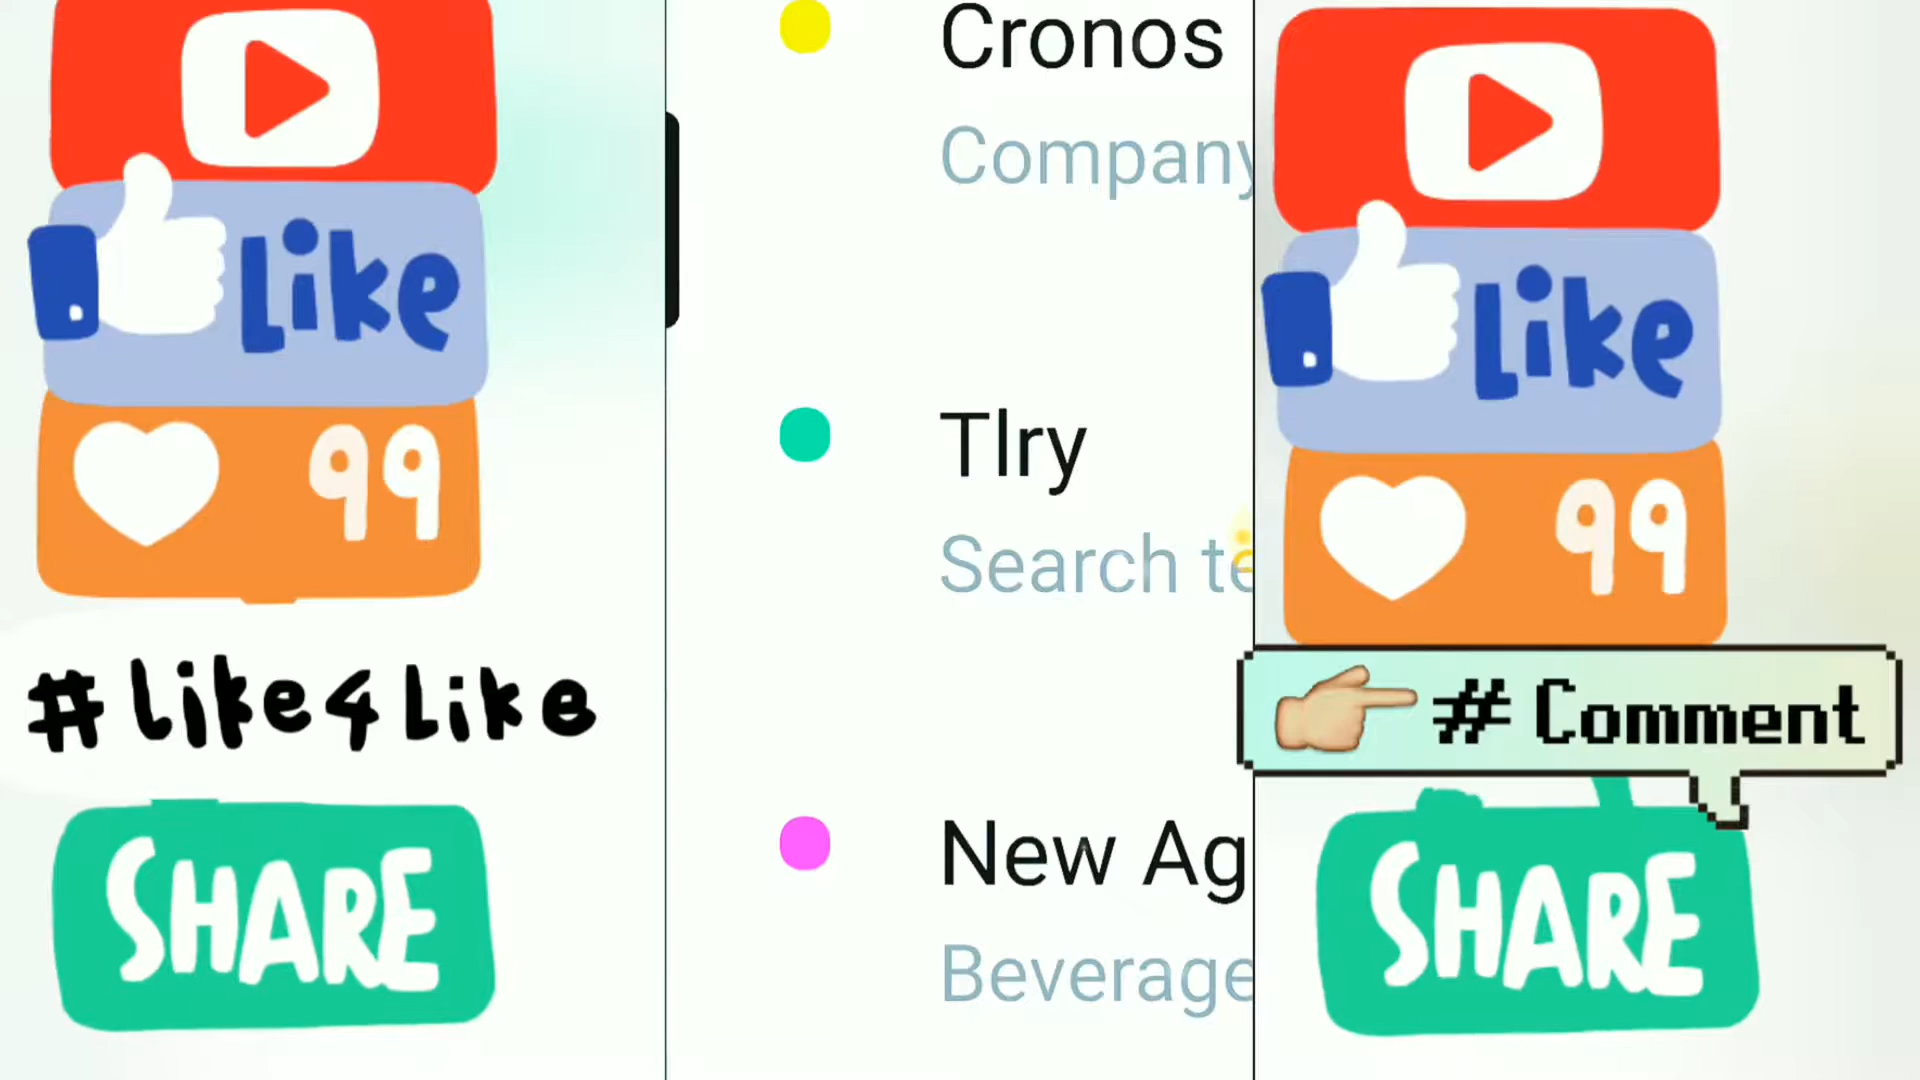 Like
99
#Like4Like
SHARE
Cronos
Company
Tlry
Search te
New Ag
Beverage
Like
99
# Comment
SHARE